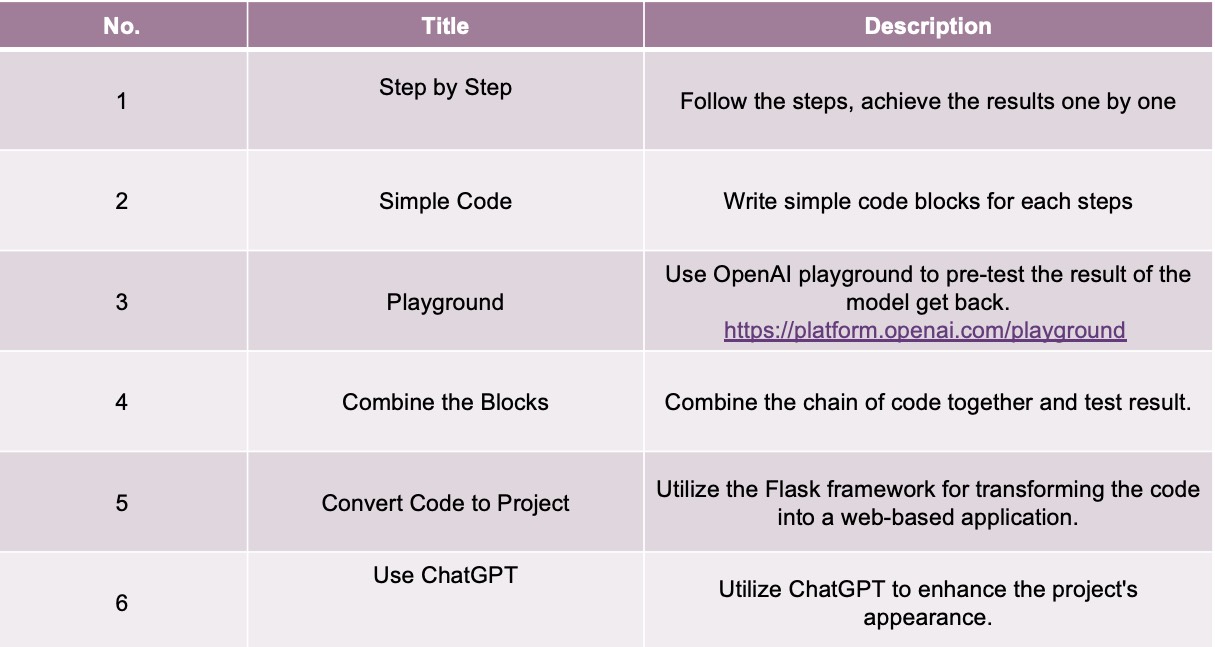 No. Title Description
1 Step by Step Follow the steps, achieve the results one by one
2 Simple Code Write simple code blocks for each steps
3 Playground Use OpenAI playground to pre-test the result of the
model get back.
https://platform.openai.com/playground
4 Combine the Blocks Combine the chain of code together and test result.
5 Convert Code to Project Utilize the Flask framework for transforming the code
into a web-based application.
6 Use ChatGPT Utilize ChatGPT to enhance the project's
appearance.